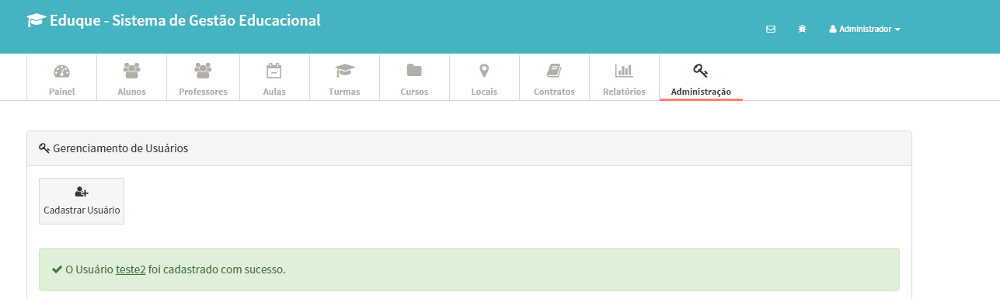 Eduque - Sistema de Gestão Educacional
Administrador
Painel
Alunos
Professores
Aulas
Turmas
Cursos
Locais
Contratos
Relatórios
Administração
Gerenciamento de Usuários
Cadastrar Usuário
O Usuário teste2 foi cadastrado com sucesso.